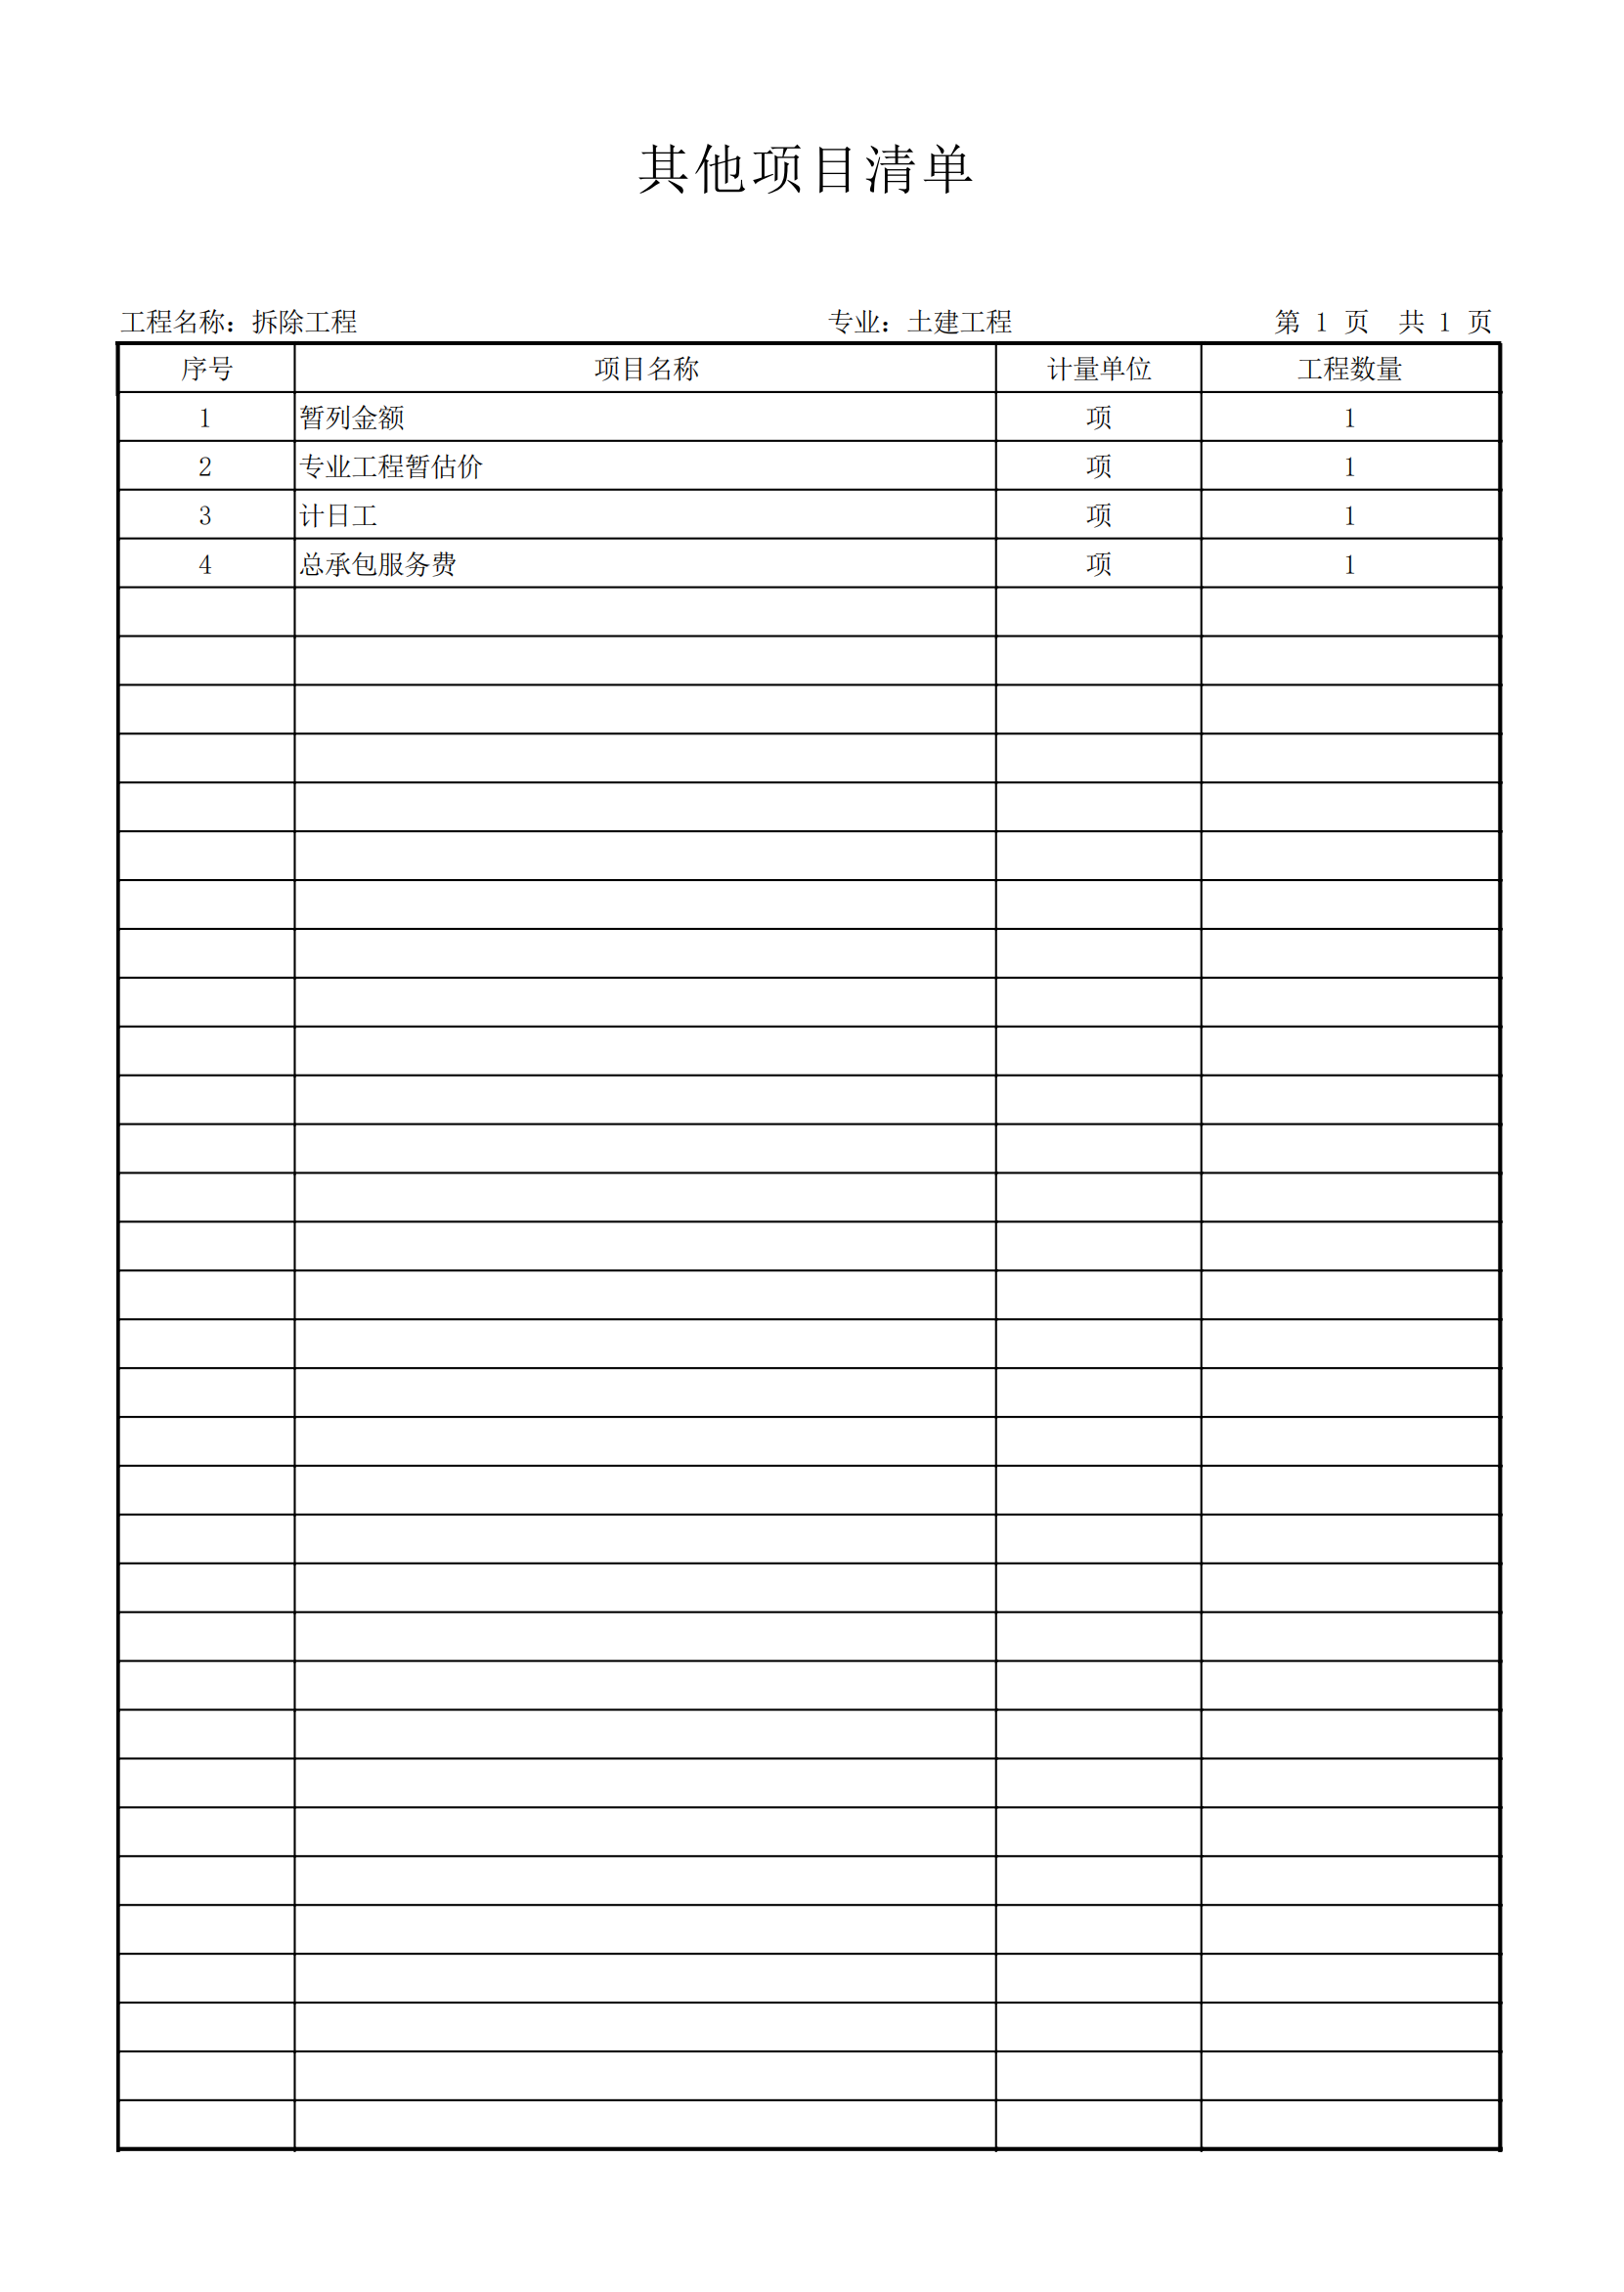 其他项目清单
工程名称：拆除工程 专业：土建工程 第 1 页 共 1 页
序号 项目名称 计量单位 工程数量
1 暂列金额 项 1
2 专业工程暂估价 项 1
3 计日工 项 1
4 总承包服务费 项 1